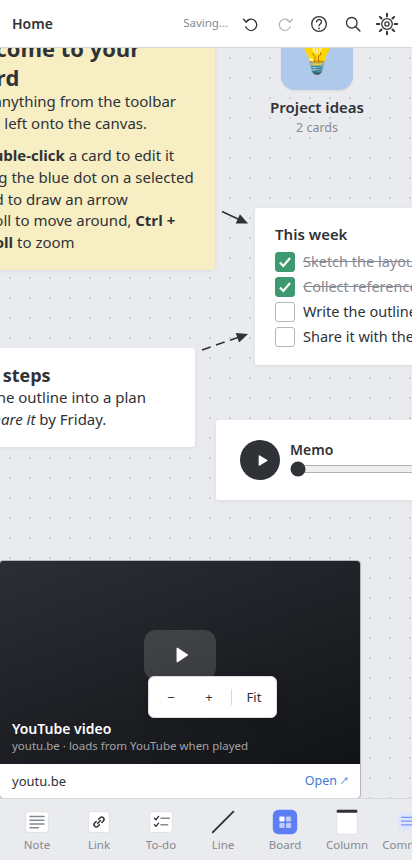 Home
Saving...
come to your
rd
anything from the toolbar
left onto the canvas.
uble-click a card to edit it
g the blue dot on a selected
d to draw an arrow
oll to move around, Ctrl +
oll to zoom
Project ideas
2 cards
This week
Sketch the layou
Collect reference
Write the outline
Share it with the
steps
he outline into a plan
are It by Friday.
Memo
− + Fit
YouTube video
youtu.be · loads from YouTube when played
youtu.be
Open ↗
Note
Link
To-do
Line
Board
Column
Comm